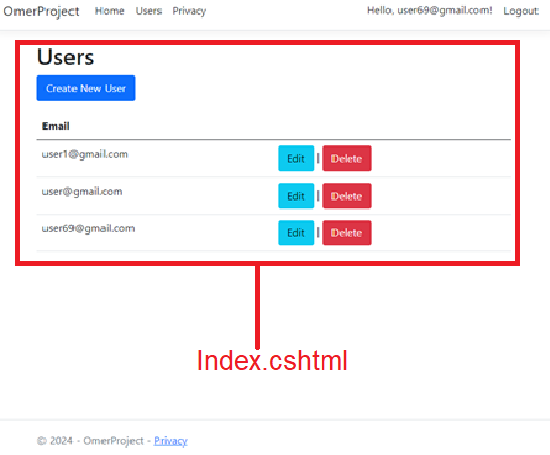 OmerProject Home Users Privacy Hello, user69@gmail.com! Logout
Users
Create New User
Email
user1@gmail.com Edit | Delete
user@gmail.com Edit | Delete
user69@gmail.com Edit | Delete
Index.cshtml
© 2024 - OmerProject - Privacy